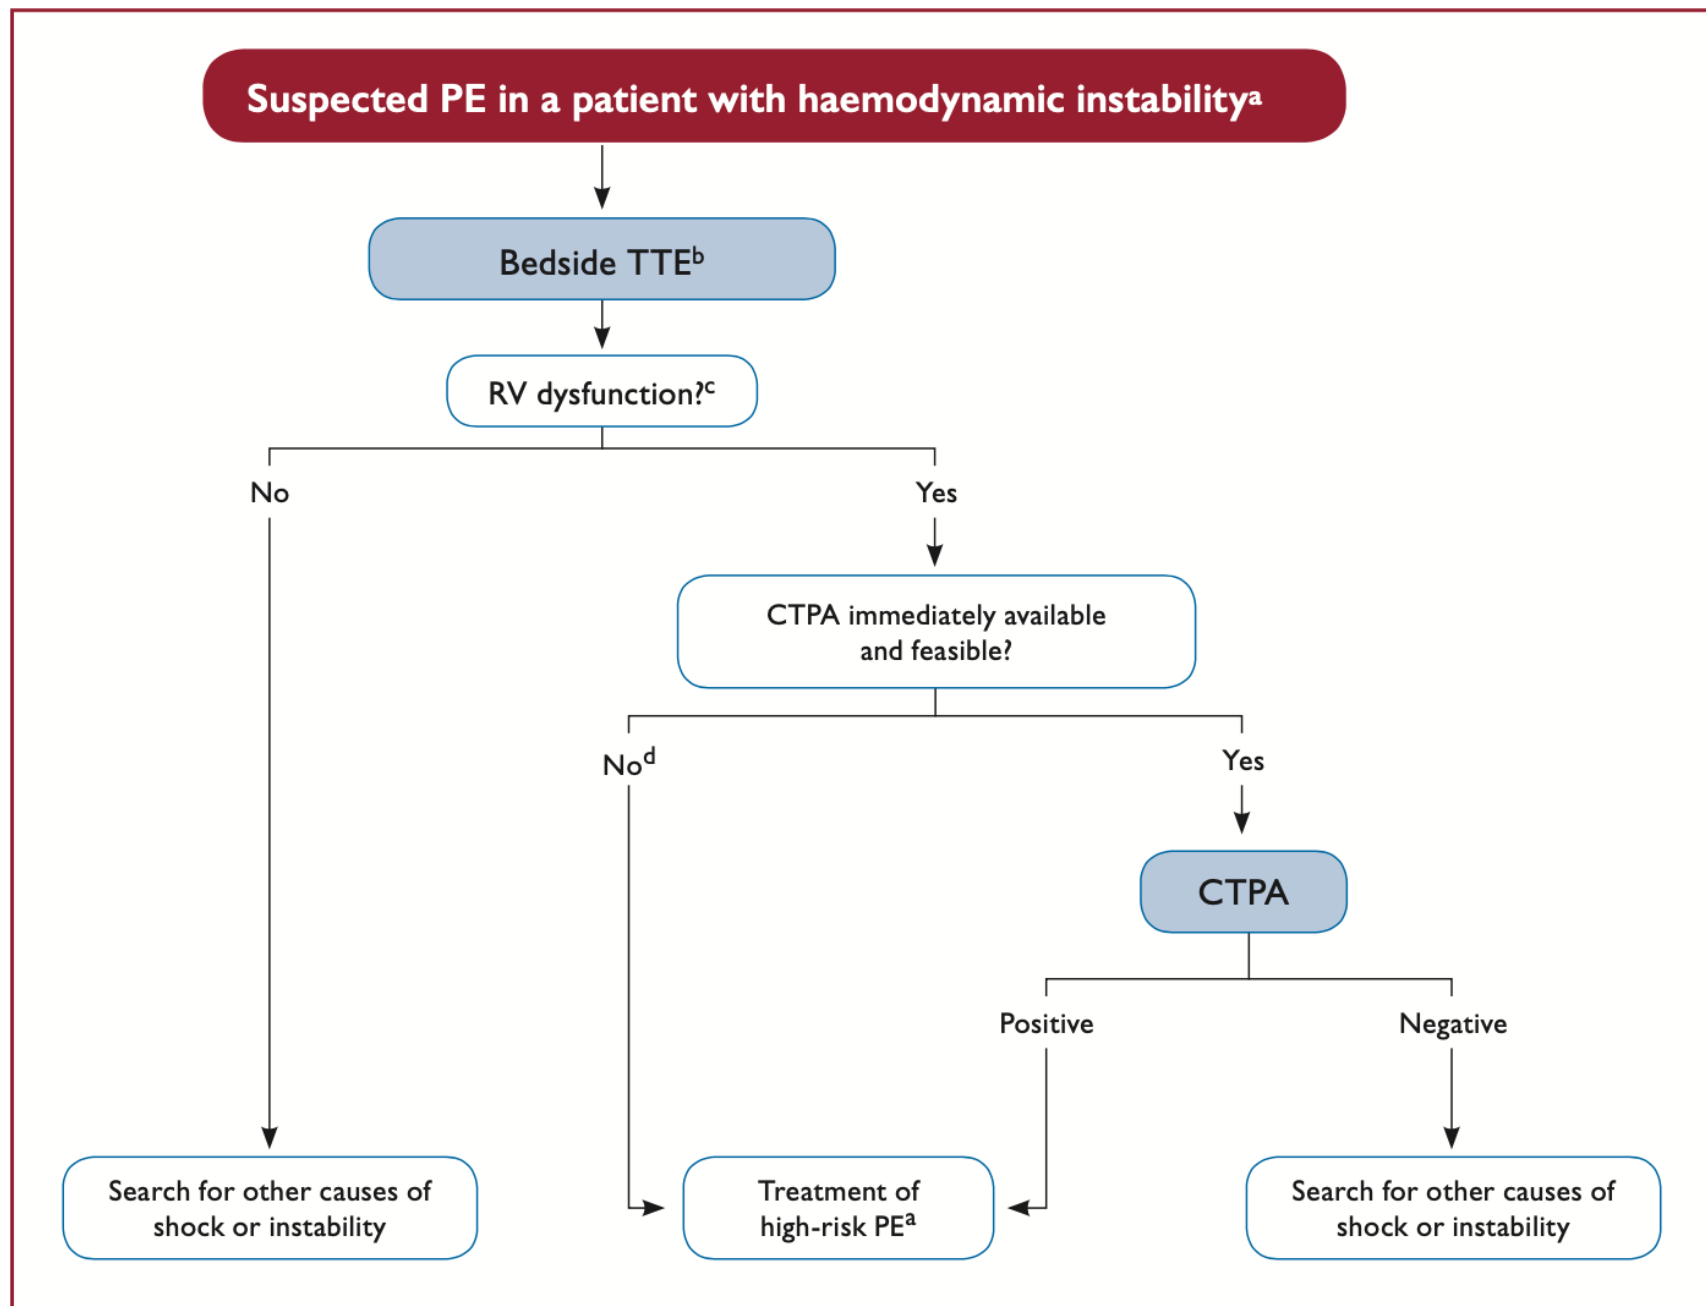 Suspected PE in a patient with haemodynamic instabilityᵃ
Bedside TTEᵇ
RV dysfunction?ᶜ
No
Yes
CTPA immediately available
and feasible?
Noᵈ
Yes
CTPA
Positive
Negative
Search for other causes of
shock or instability
Treatment of
high-risk PEᵃ
Search for other causes of
shock or instability